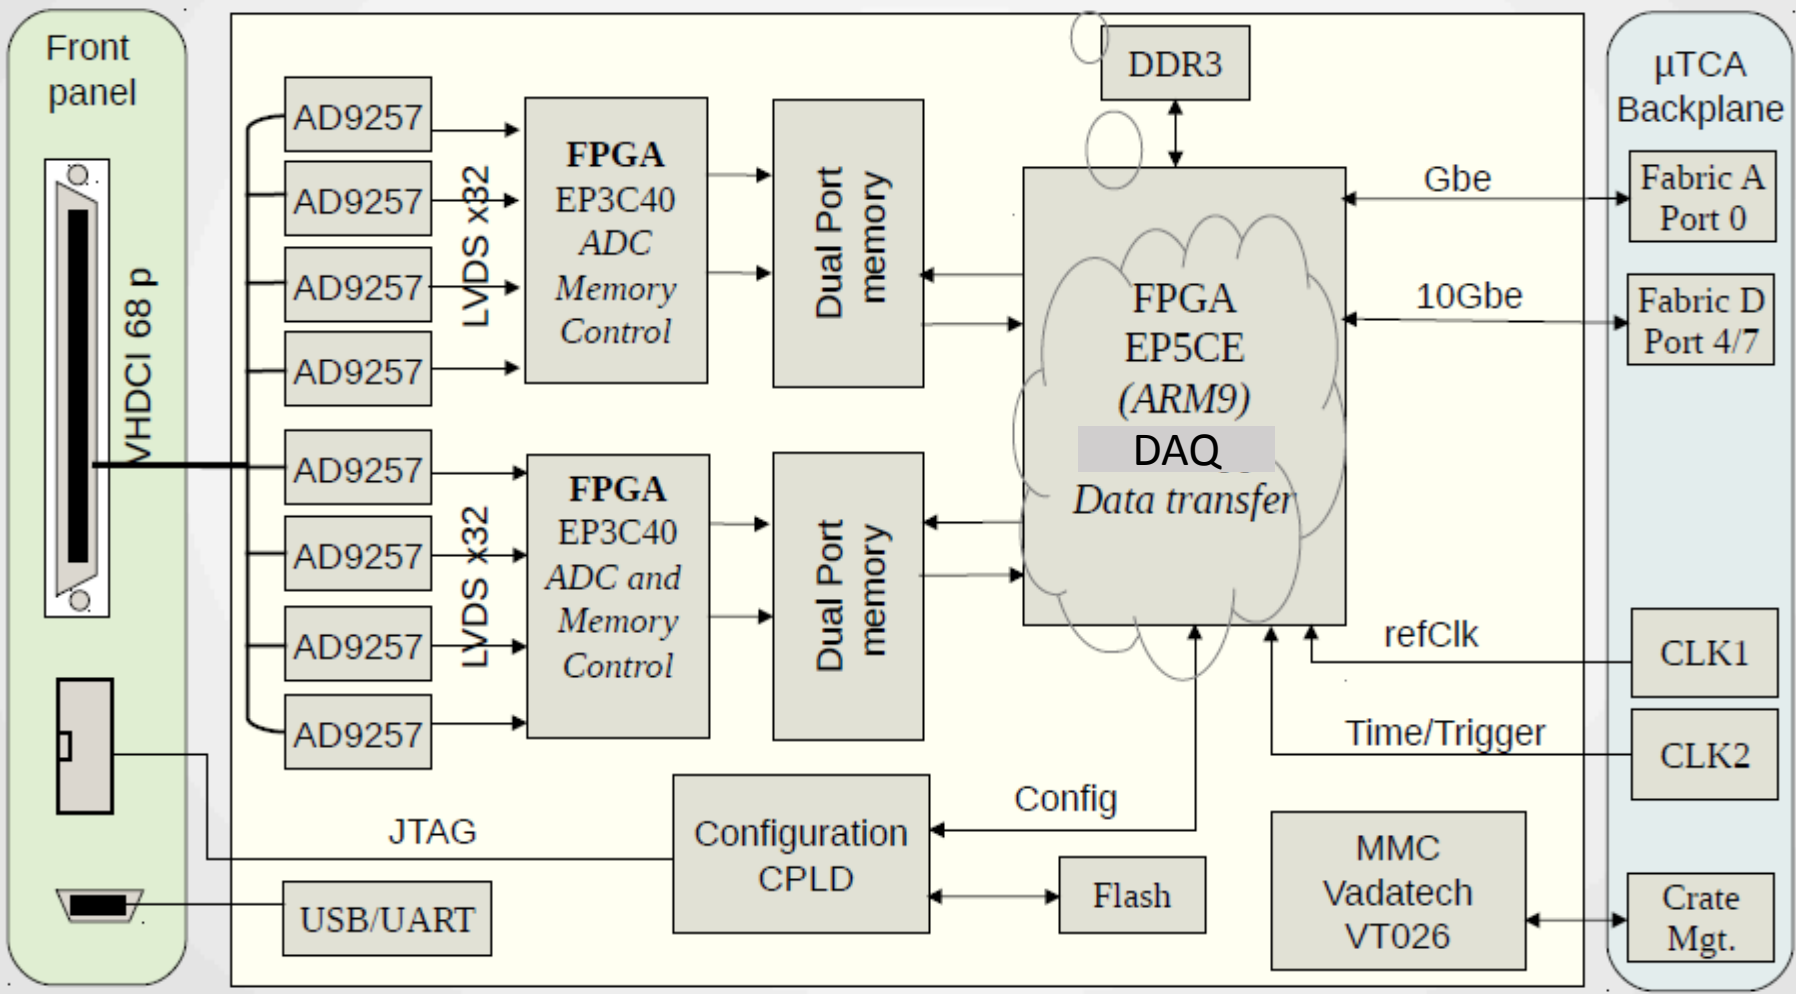 Front
panel
VHDCI 68 p
AD9257
AD9257
AD9257
AD9257
AD9257
AD9257
AD9257
AD9257
LVDS x32
LVDS x32
FPGA
EP3C40
ADC
Memory
Control
FPGA
EP3C40
ADC and
Memory
Control
Dual Port
memory
Dual Port
memory
DDR3
FPGA
EP5CE
(ARM9)
DAQ
Data transfer
Gbe
10Gbe
refClk
Time/Trigger
Config
JTAG
USB/UART
Configuration
CPLD
Flash
MMC
Vadatech
VT026
µTCA
Backplane
Fabric A
Port 0
Fabric D
Port 4/7
CLK1
CLK2
Crate
Mgt.